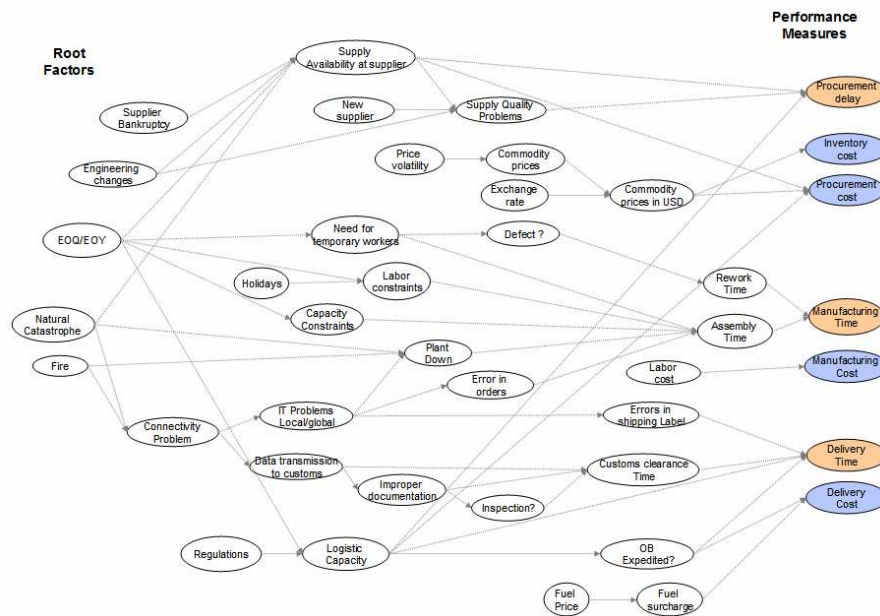 Performance
Measures
Root
Factors
Supply
Availability at supplier
Procurement
delay
Supplier
Bankruptcy
New
supplier
Supply Quality
Problems
Inventory
cost
Price
volatility
Commodity
prices
Engineering
changes
Exchange
rate
Commodity
prices in USD
Procurement
cost
EOQ/EOY
Need for
temporary workers
Defect ?
Holidays
Labor
constraints
Rework
Time
Natural
Catastrophe
Capacity
Constraints
Assembly
Time
Manufacturing
Time
Fire
Plant
Down
Labor
cost
Manufacturing
Cost
Error in
orders
Connectivity
Problem
IT Problems
Local/global
Errors in
shipping Label
Delivery
Time
Data transmission
to customs
Improper
documentation
Customs clearance
Time
Inspection?
Delivery
Cost
Regulations
Logistic
Capacity
OB
Expedited?
Fuel
Price
Fuel
surcharge